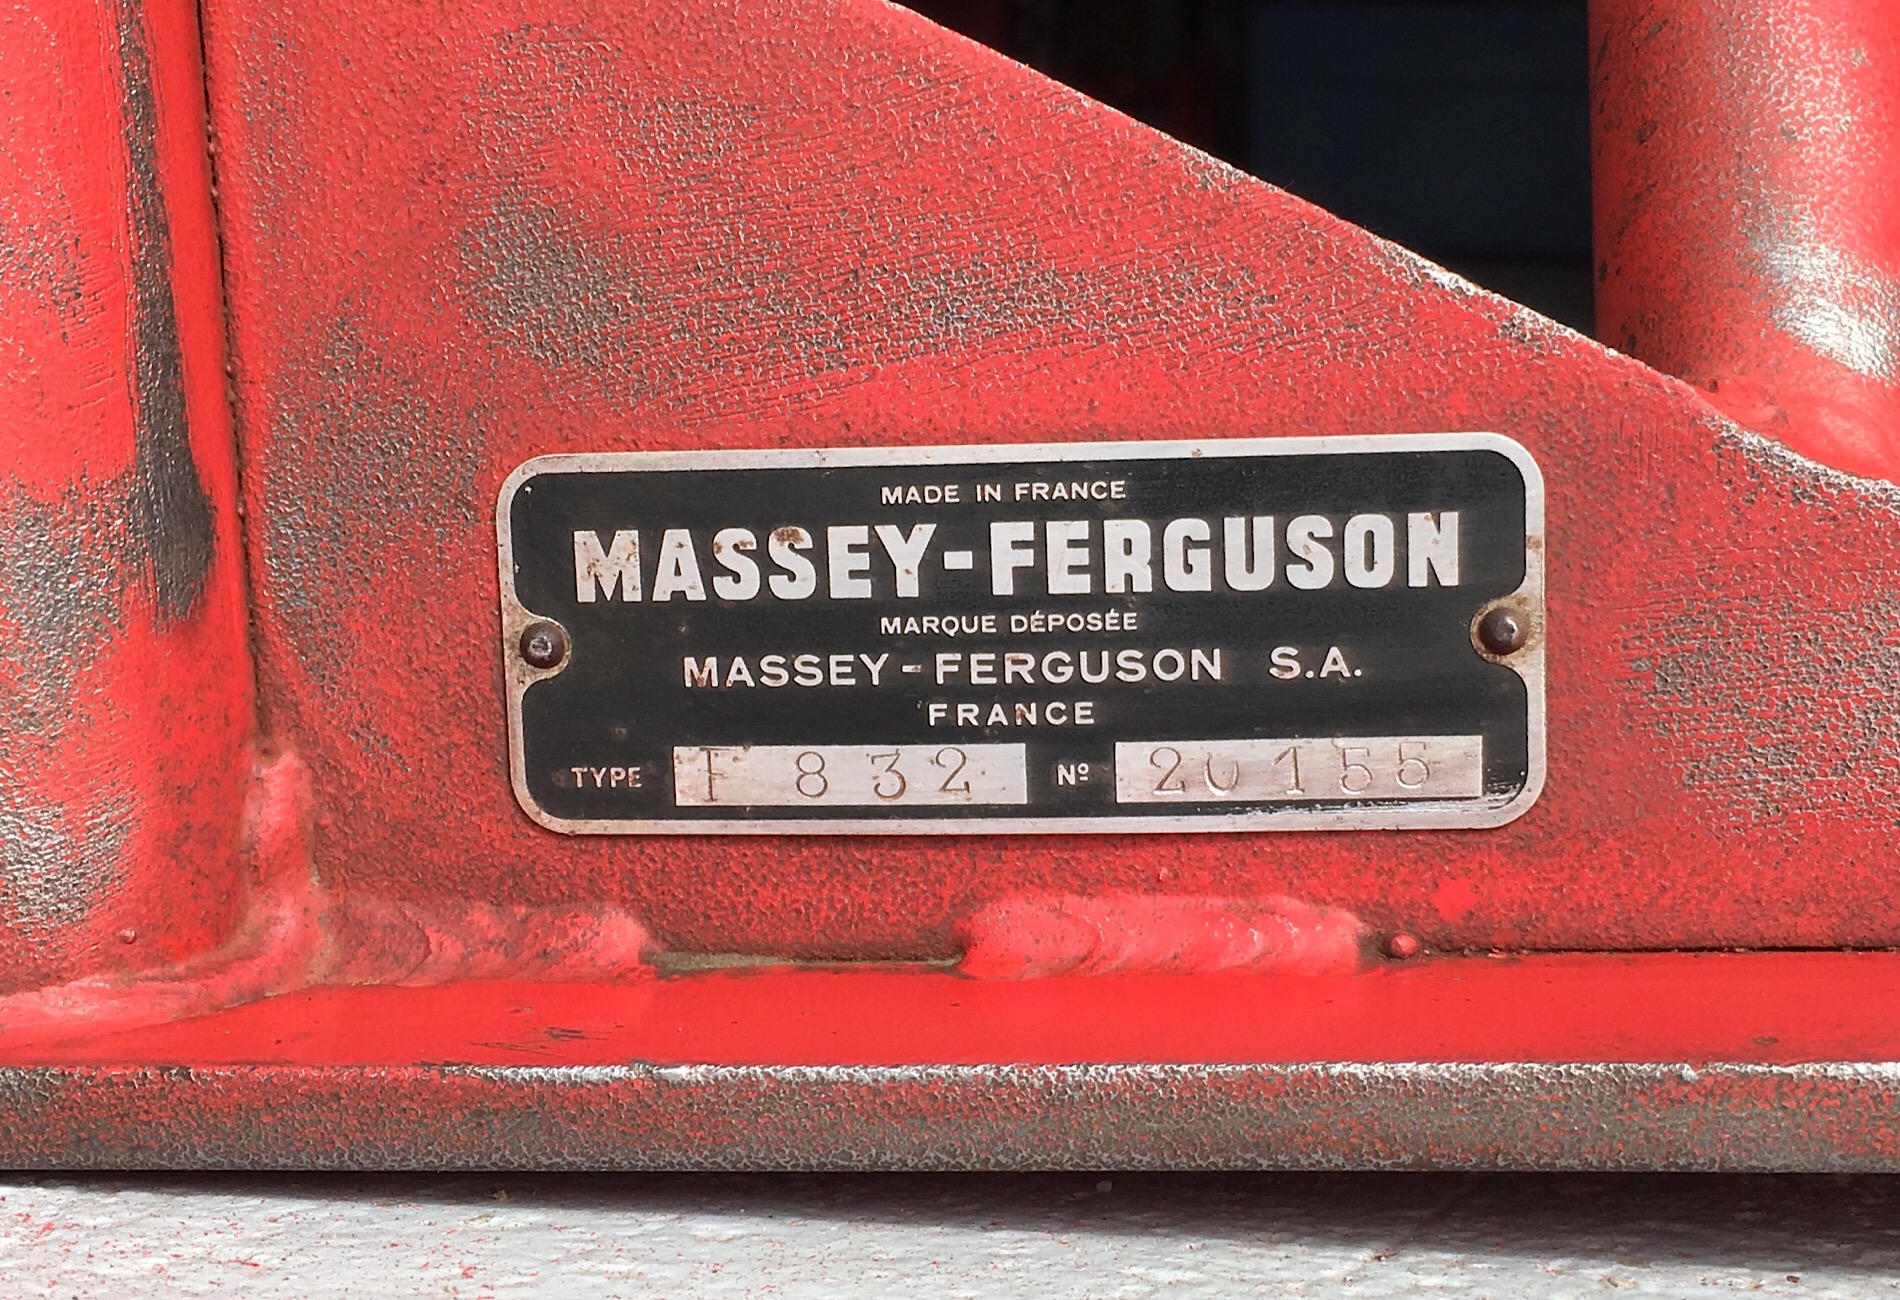 MADE IN FRANCE
MASSEY-FERGUSON
MARQUE DÉPOSÉE
MASSEY-FERGUSON S.A.
FRANCE
TYPE F 832 Nº 20155